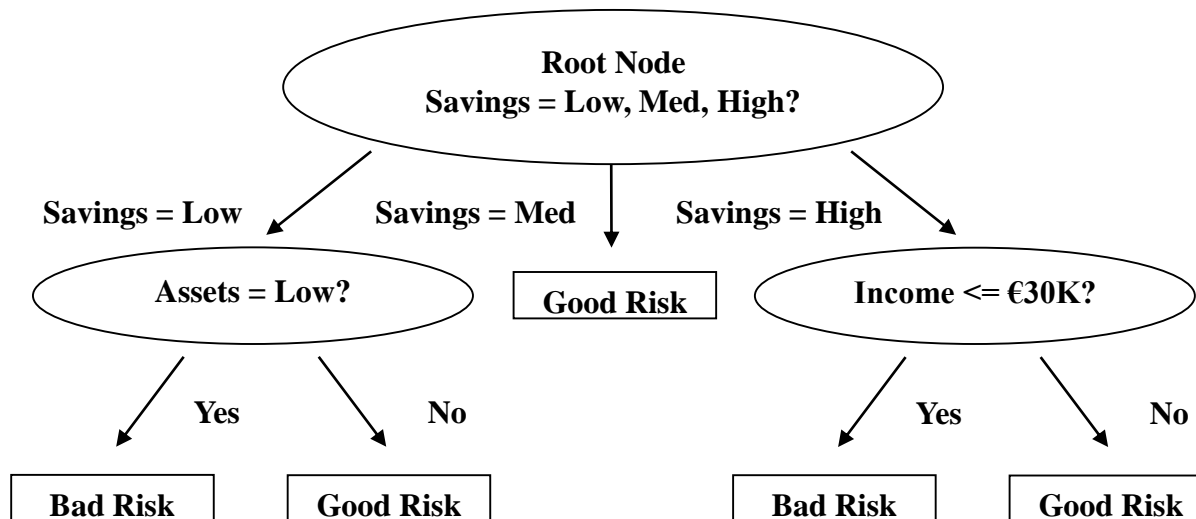 Root Node
Savings = Low, Med, High?
Savings = Low
Savings = Med
Savings = High
Assets = Low?
Good Risk
Income <= €30K?
Yes
No
Yes
No
Bad Risk
Good Risk
Bad Risk
Good Risk